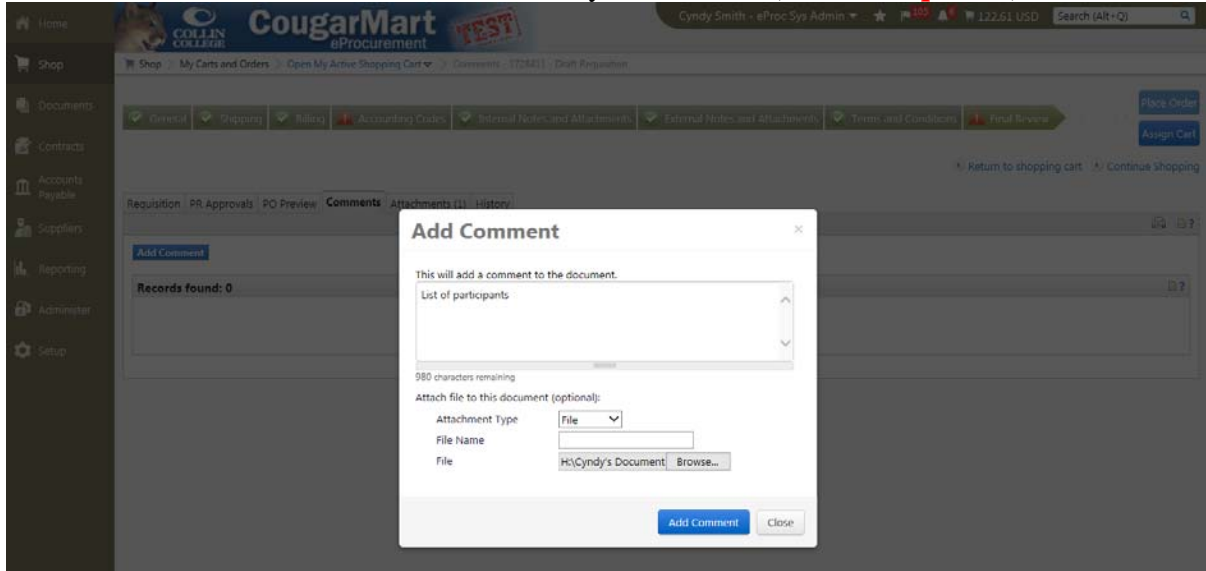 Home
COLLIN COLLEGE
CougarMart
eProcurement
TEST
Cyndy Smith - eProc Sys Admin
105
122.61 USD
Search (Alt+Q)
Shop
Shop
My Carts and Orders
Open My Active Shopping Cart
Draft Requisition
Documents
General
Shipping
Billing
Accounting Codes
Internal Notes and Attachments
External Notes and Attachments
Terms and Conditions
Final Review
Place Order
Assign Cart
Contracts
Return to shopping cart
Continue Shopping
Accounts Payable
Requisition
PR Approvals
PO Preview
Comments
Attachments (1)
History
Suppliers
Add Comment
Reporting
Records found: 0
Administer
Setup
Add Comment
×
This will add a comment to the document.
List of participants
980 characters remaining
Attach file to this document (optional):
Attachment Type
File
File Name
File
H:\Cyndy's Document
Browse...
Add Comment
Close